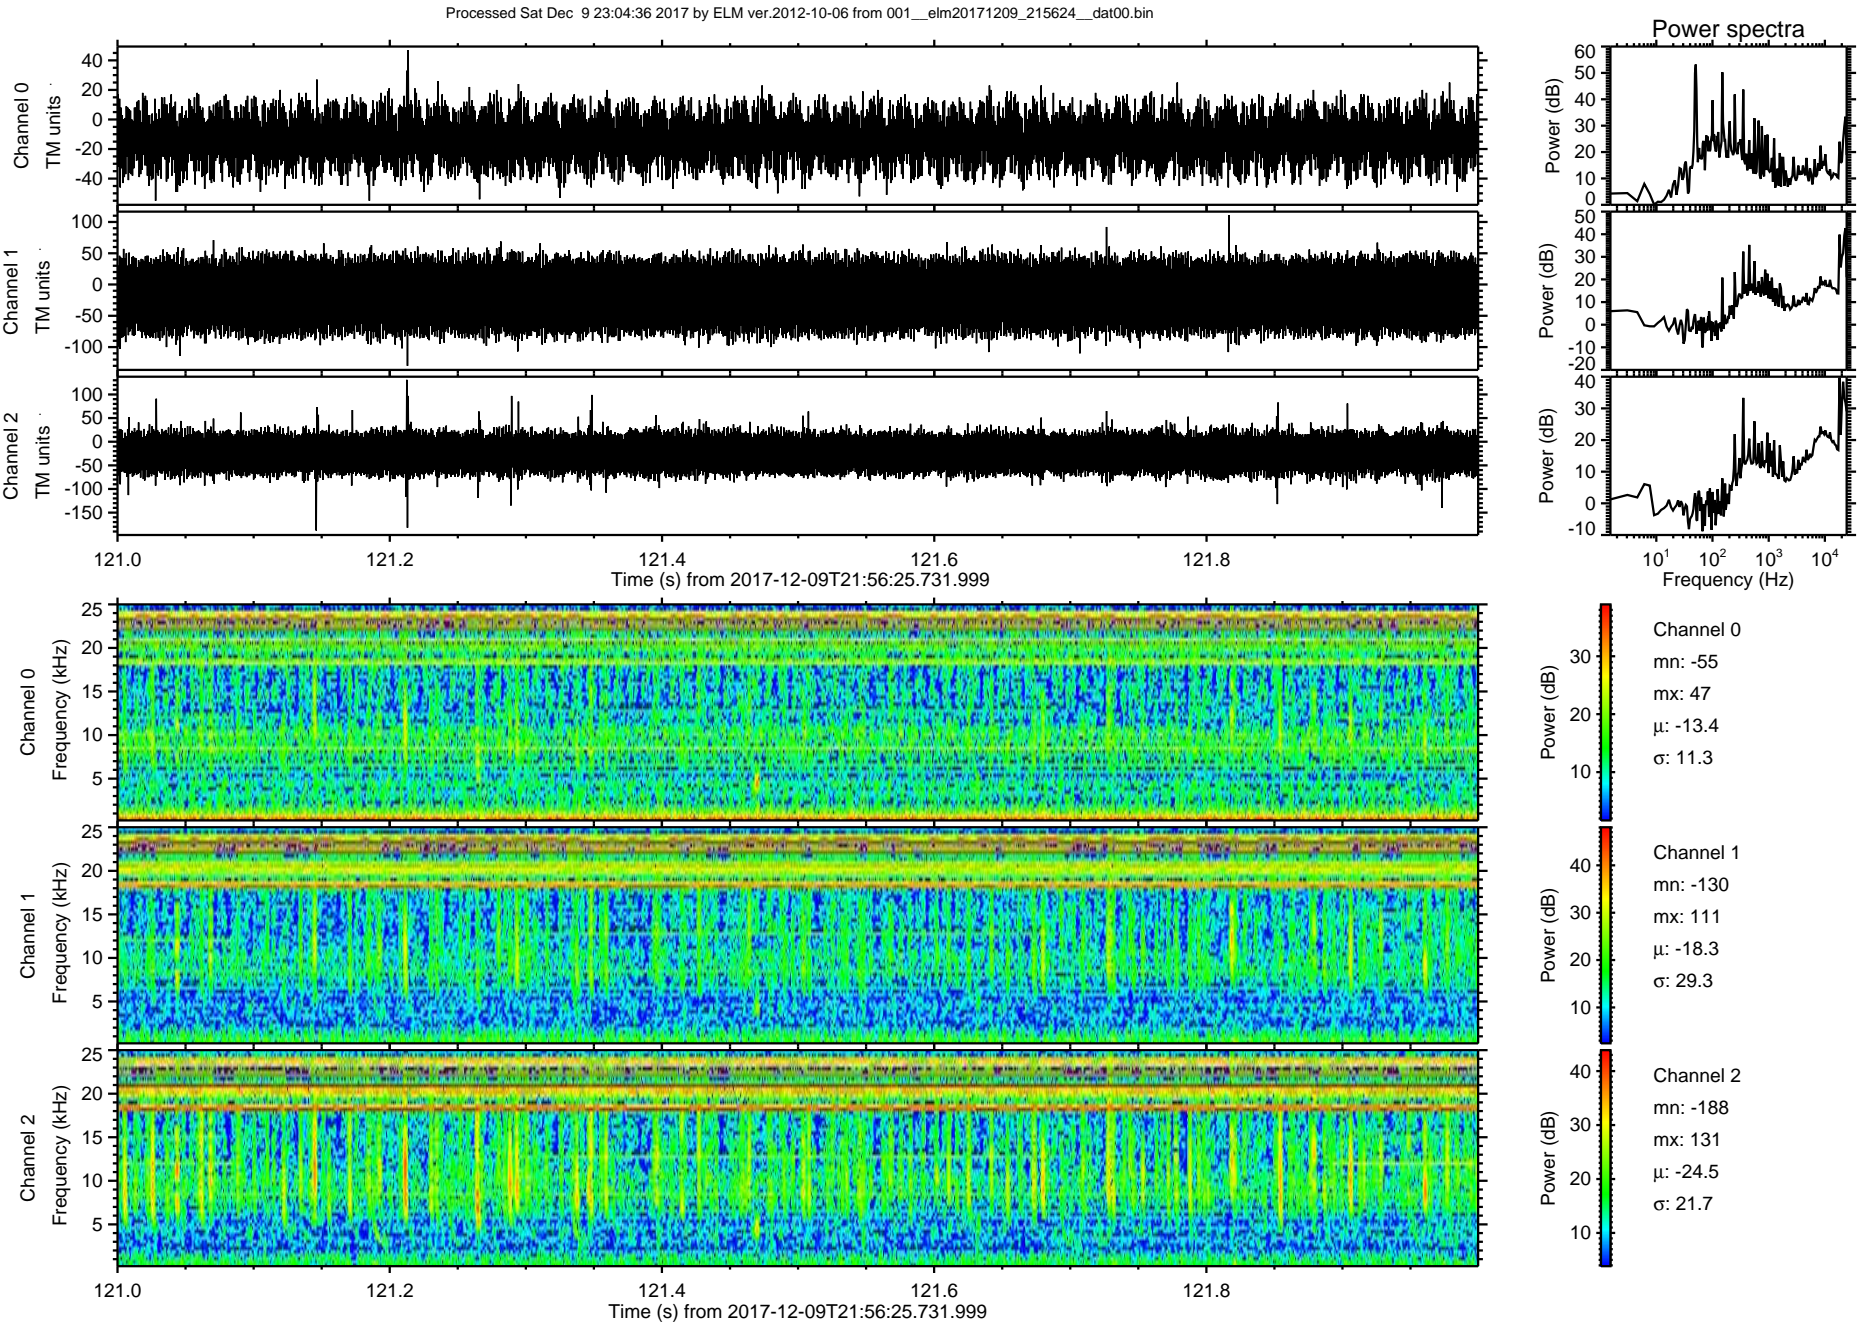 Processed Sat Dec  9 23:04:36 2017 by ELM ver.2012-10-06 from 001__elm20171209_215624__dat00.bin
Power spectra
Channel 0
TM units
40
20
0
-20
-40
Power (dB)
60
50
40
30
20
10
0
Channel 1
TM units
100
50
0
-50
-100
Power (dB)
50
40
30
20
10
0
-10
-20
Channel 2
TM units
100
50
0
-50
-100
-150
Power (dB)
40
30
20
10
0
-10
121.0 121.2 121.4 121.6 121.8
Time (s) from 2017-12-09T21:56:25.731.999
10^1 10^2 10^3 10^4
Frequency (Hz)
Channel 0
Frequency (kHz)
25
20
15
10
5
Power (dB)
30
20
10
Channel 0
mn: -55
mx: 47
μ: -13.4
σ: 11.3
Channel 1
Frequency (kHz)
25
20
15
10
5
Power (dB)
40
30
20
10
Channel 1
mn: -130
mx: 111
μ: -18.3
σ: 29.3
Channel 2
Frequency (kHz)
25
20
15
10
5
Power (dB)
40
30
20
10
Channel 2
mn: -188
mx: 131
μ: -24.5
σ: 21.7
121.0 121.2 121.4 121.6 121.8
Time (s) from 2017-12-09T21:56:25.731.999